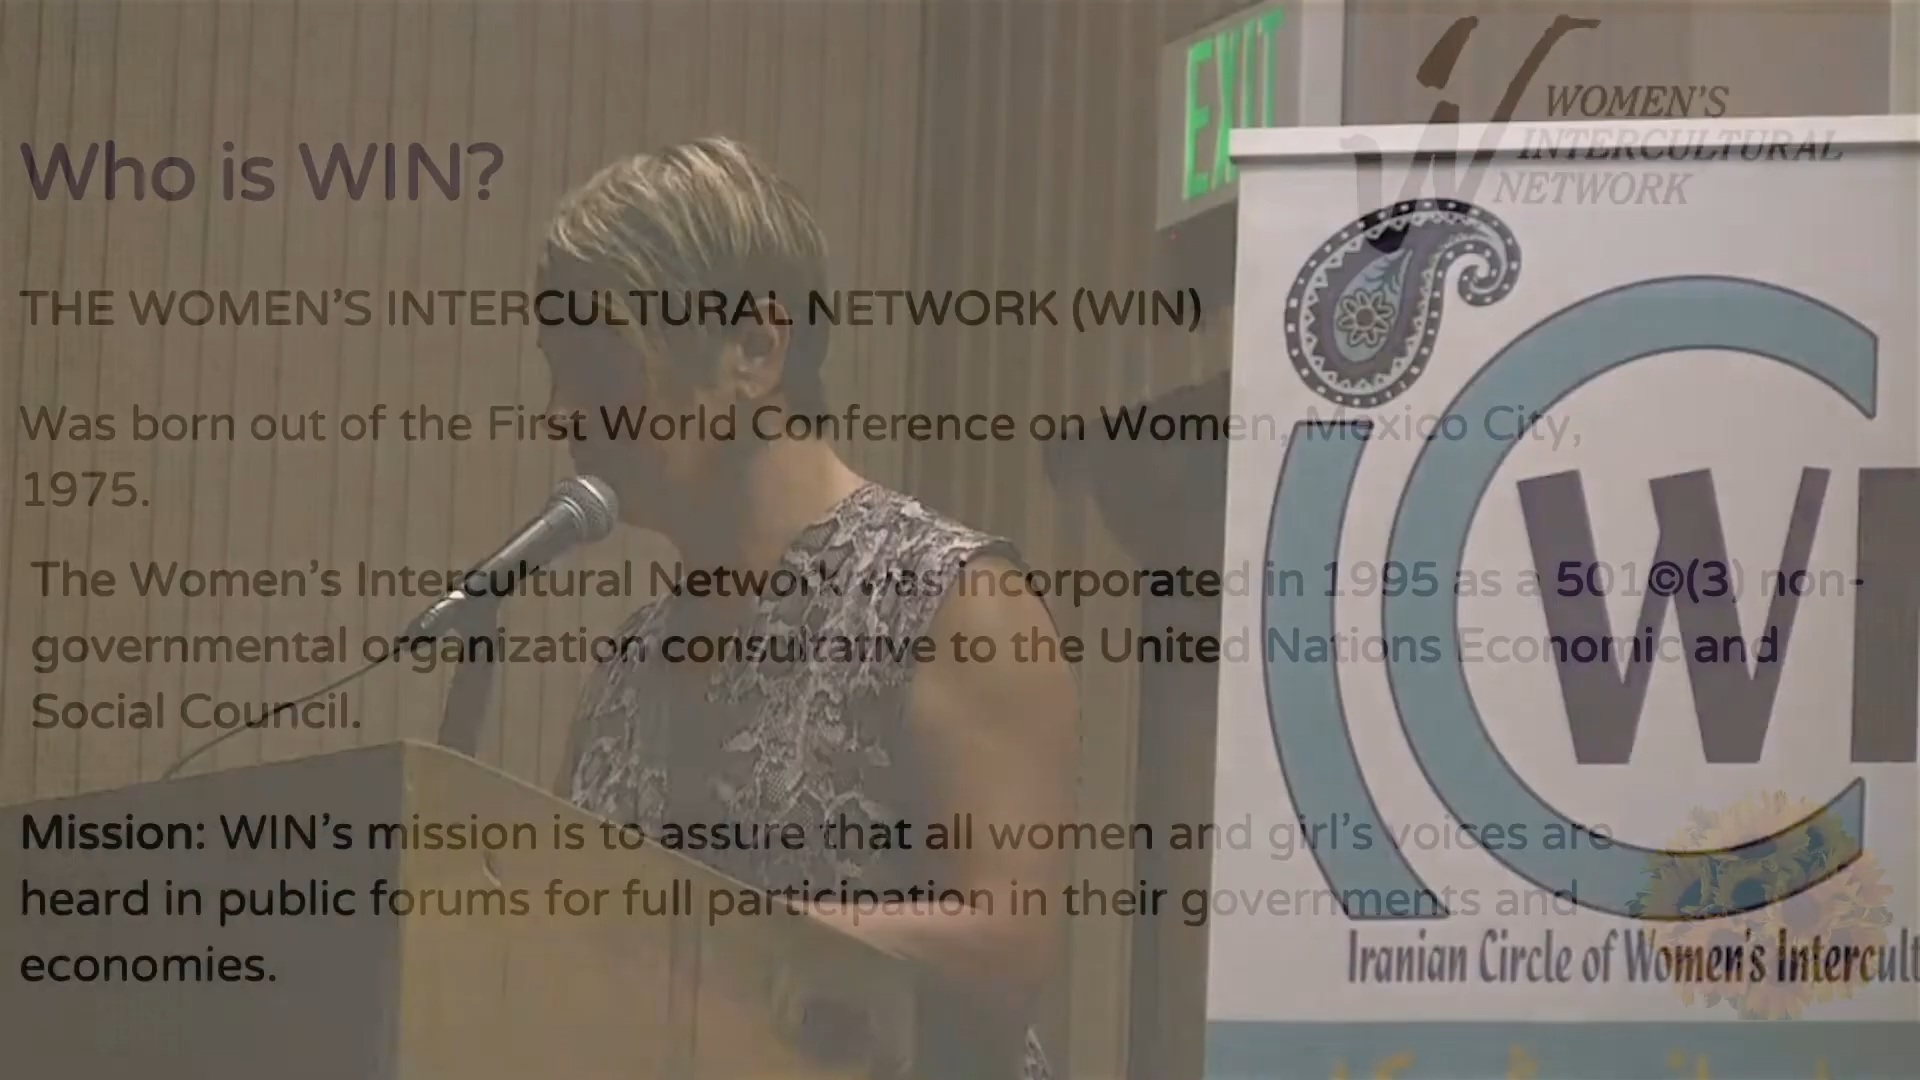 EXIT
WOMEN'S
INTERCULTURAL
NETWORK
Who is WIN?
THE WOMEN'S INTERCULTURAL NETWORK (WIN)
Was born out of the First World Conference on Women, Mexico City,
1975.
The Women's Intercultural Network was incorporated in 1995 as a 501©(3) non-
governmental organization consultative to the United Nations Economic and
Social Council.
Mission: WIN's mission is to assure that all women and girl's voices are
heard in public forums for full participation in their governments and
economies.
iCWI
Iranian Circle of Women's Intercult